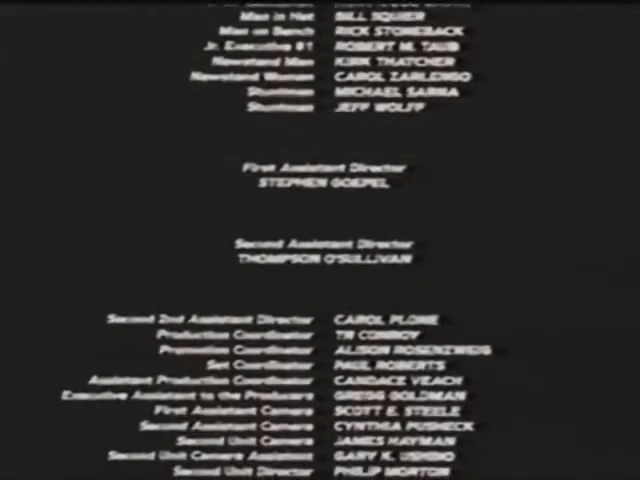 Man in Hat BILL SQUIER
Man on Bench RICK STONEBACK
Jr. Executive #1 ROBERT M. TAUB
Newsstand Man KIRK THATCHER
Newsstand Woman CAROL ZARLENGO
Stuntman MICHAEL SARNA
Stuntman JEFF WOLFF
First Assistant Director
STEPHEN GOEPEL
Second Assistant Director
THOMPSON O'SULLIVAN
Second 2nd Assistant Director CAROL
Production Coordinator CONROY
Coordinator ALISON ROSENZWEIG
Set Coordinator PAUL ROBERTS
Assistant Production Coordinator CANDACE VEACH
Executive Assistant to the Producers GREGG GOLDMAN
First Assistant Camera SCOTT E. STEELE
Second Assistant Camera CYNTHIA PUSHECK
Second Unit Camera JAMES HAYMAN
Second Unit Camera Assistant GARY K. USHINO
Second Unit Director PHILIP MORTON